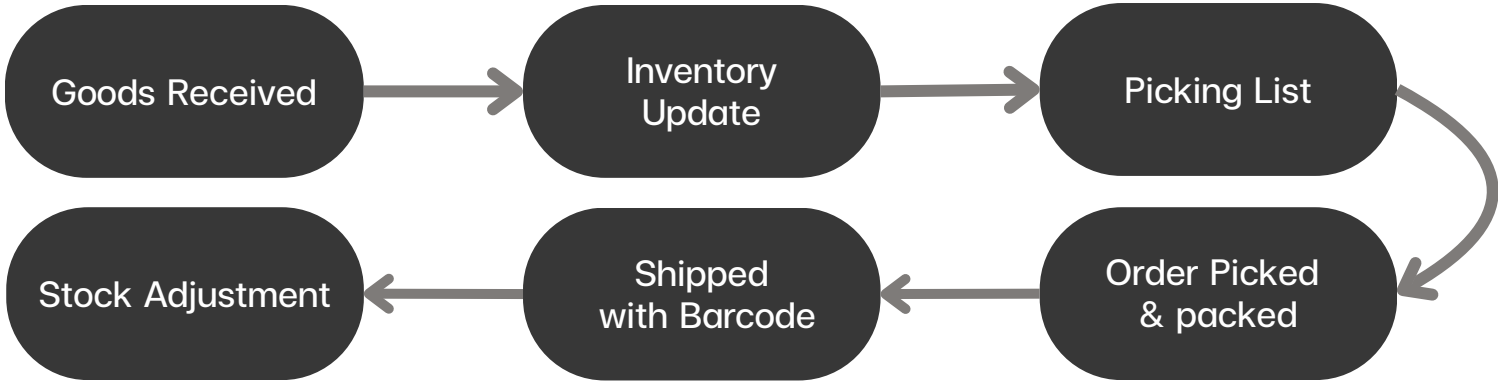 Goods Received
Inventory
Update
Picking List
Order Picked
& packed
Shipped
with Barcode
Stock Adjustment